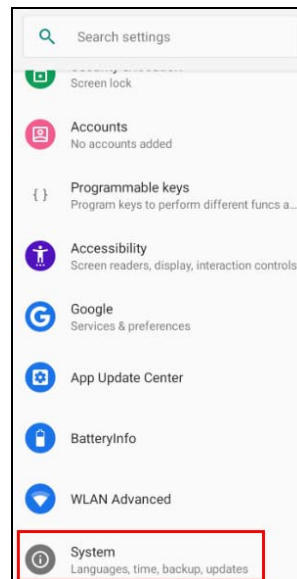 Search settings
Screen lock
Accounts
No accounts added
Programmable keys
Program keys to perform different funcs a...
Accessibility
Screen readers, display, interaction controls
Google
Services & preferences
App Update Center
BatteryInfo
WLAN Advanced
System
Languages, time, backup, updates